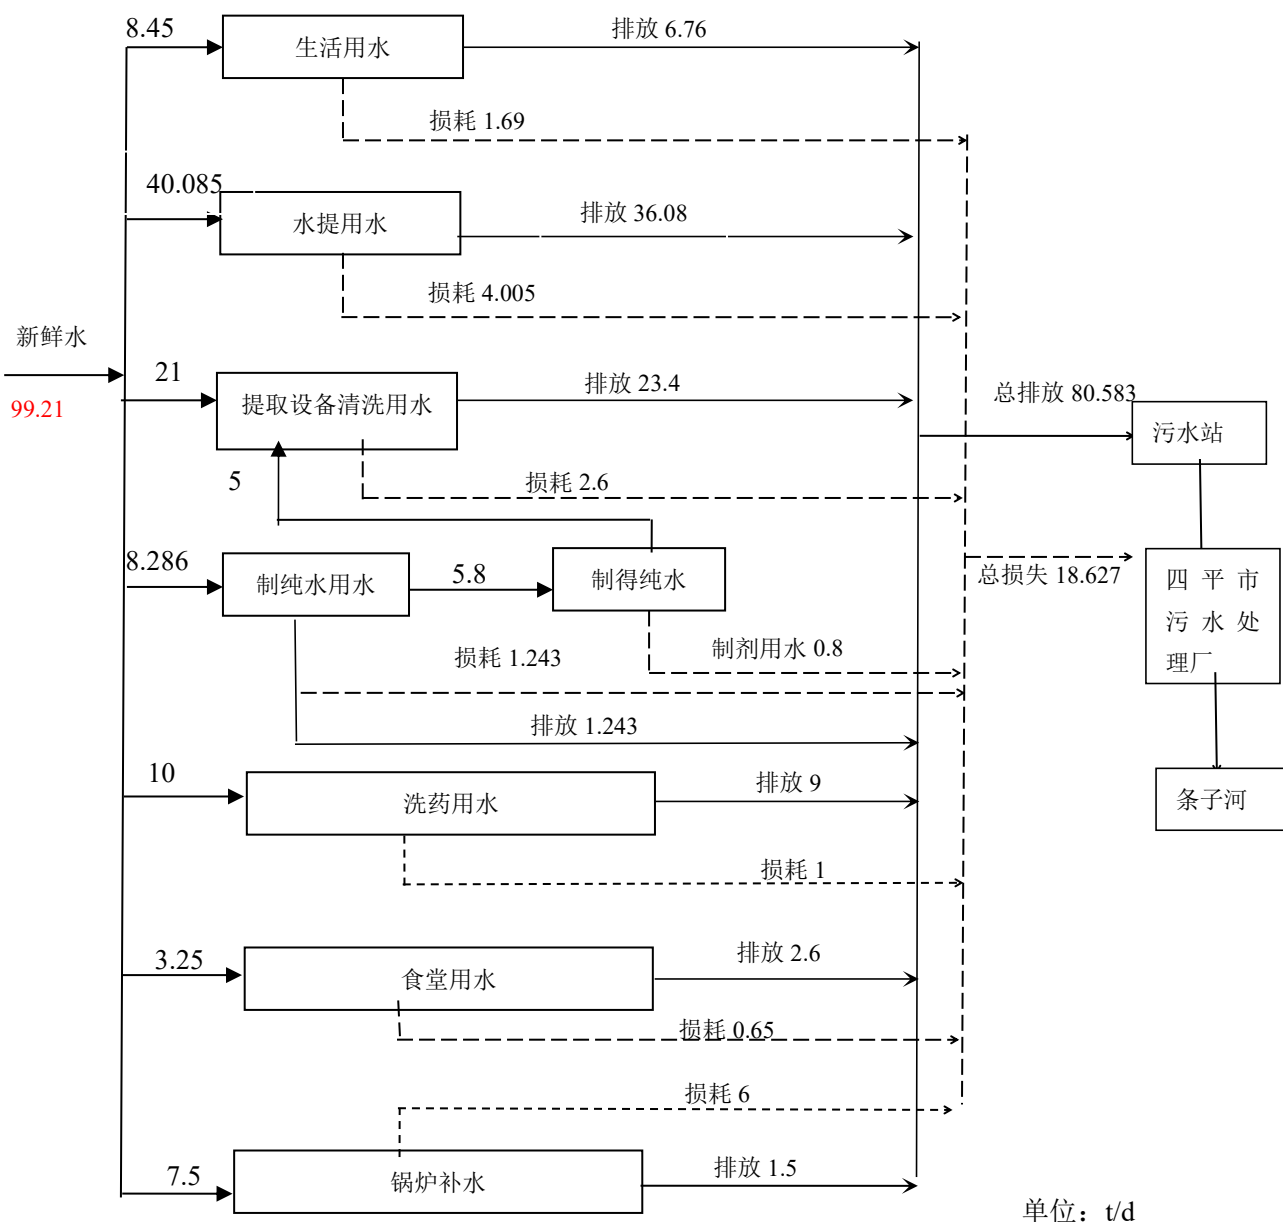 8.45
生活用水
排放 6.76
损耗 1.69
40.085
水提用水
排放 36.08
损耗 4.005
新鲜水
99.21
21
提取设备清洗用水
排放 23.4
总排放 80.583
污水站
5
损耗 2.6
8.286
制纯水用水
5.8
制得纯水
总损失 18.627
四平市
污水处
理厂
损耗 1.243
制剂用水 0.8
排放 1.243
10
洗药用水
排放 9
条子河
损耗 1
3.25
食堂用水
排放 2.6
损耗 0.65
损耗 6
7.5
锅炉补水
排放 1.5
单位：t/d